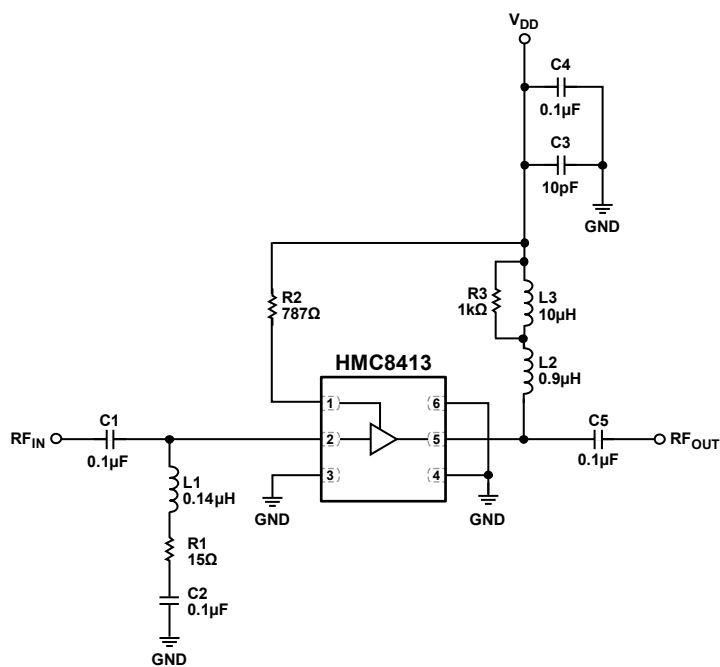 VDD
C4
0.1µF
C3
10pF
GND
R2
787Ω
R3
1kΩ
L3
10µH
L2
0.9µH
HMC8413
1
6
2
5
3
4
RFIN
C1
0.1µF
C5
0.1µF
RFOUT
L1
0.14µH
GND
GND
R1
15Ω
C2
0.1µF
GND